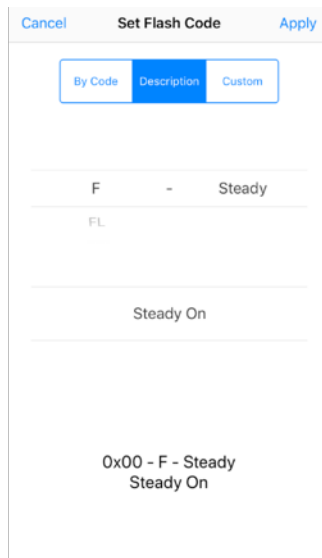 Cancel Set Flash Code Apply
By Code Description Custom
F - Steady
FL
Steady On
0x00 - F - Steady
Steady On